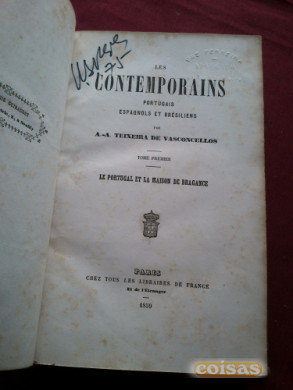 LES
CONTEMPORAINS
PORTUGAIS
ESPAGNOLS ET BRÉSILIENS
PAR
A.-A. TEIXEIRA DE VASCONCELLOS
TOME PREMIER
LE PORTUGAL ET LA MAISON DE BRAGANCE
PARIS
CHEZ TOUS LES LIBRAIRES DE FRANCE
Et de l'Étranger
75
coisas